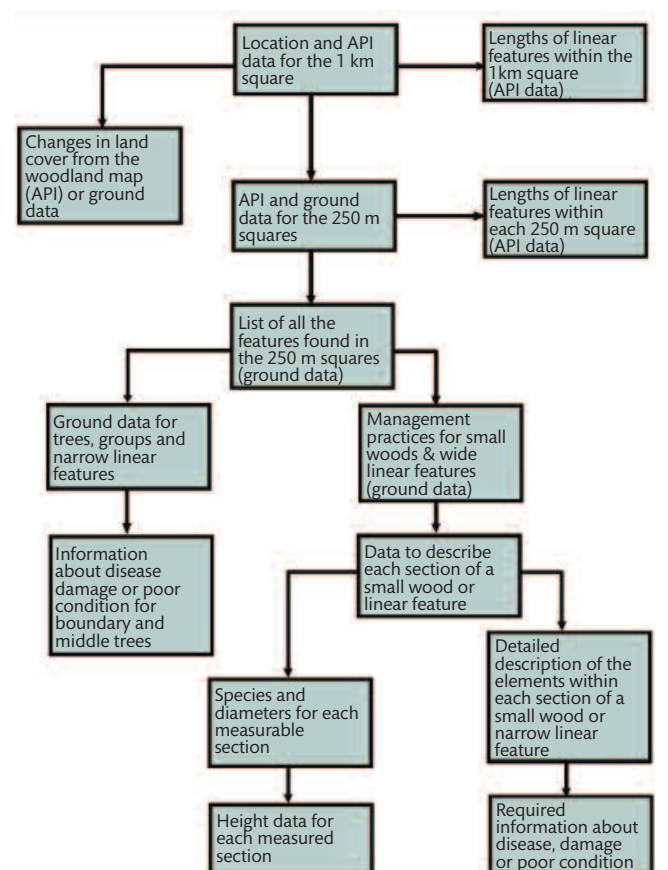 Location and API
data for the 1 km
square
Lengths of linear
features within the
1km square
(API data)
Changes in land
cover from the
woodland map
(API) or ground
data
API and ground
data for the 250 m
squares
Lengths of linear
features within
each 250 m square
(API data)
List of all the
features found in
the 250 m squares
(ground data)
Ground data for
trees, groups and
narrow linear
features
Management
practices for small
woods & wide
linear features
(ground data)
Information
about disease
damage or poor
condition for
boundary and
middle trees
Data to describe
each section of a
small wood or
linear feature
Species and
diameters for each
measurable
section
Detailed
description of the
elements within
each section of a
small wood or
narrow linear
feature
Height data for
each measured
section
Required
information about
disease, damage
or poor condition